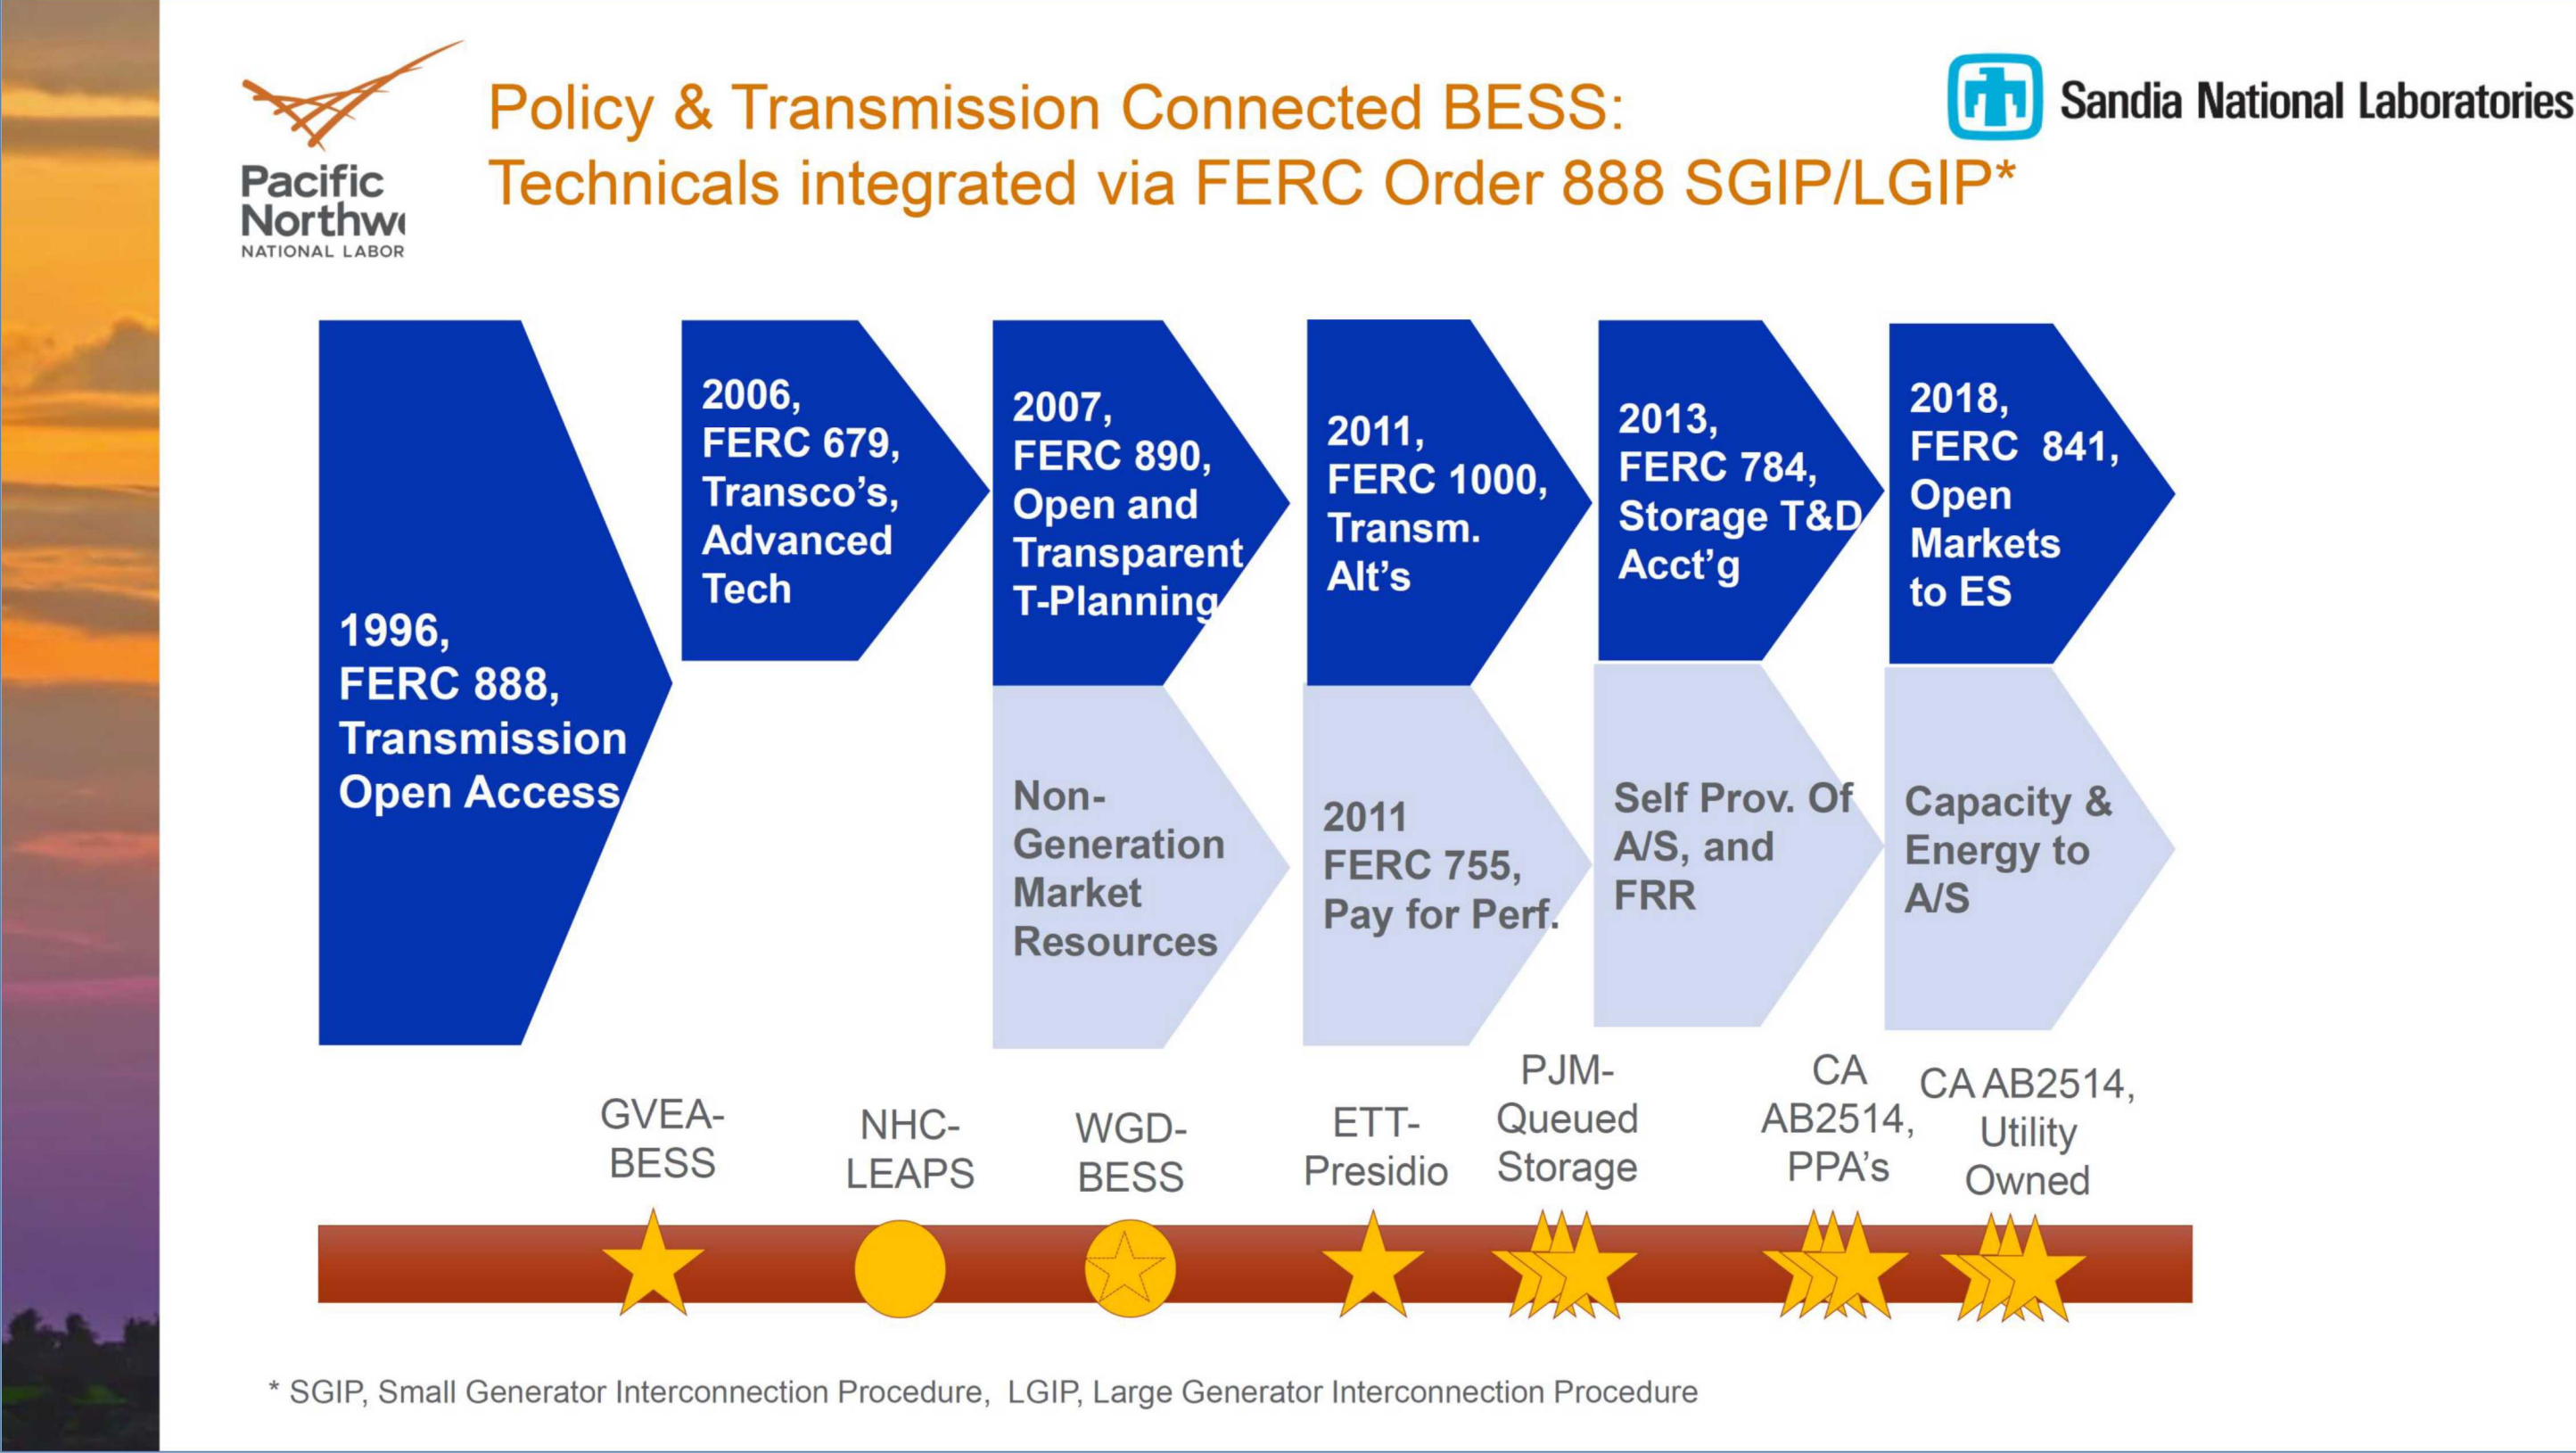 Policy & Transmission Connected BESS:
Technicals integrated via FERC Order 888 SGIP/LGIP*
Pacific
Northw
NATIONAL LABOR
Sandia National Laboratories
1996,
FERC 888,
Transmission
Open Access
2006,
FERC 679,
Transco's,
Advanced
Tech
2007,
FERC 890,
Open and
Transparent
T-Planning
2011,
FERC 1000,
Transm.
Alt's
2013,
FERC 784,
Storage T&D
Acct'g
2018,
FERC 841,
Open
Markets
to ES
Non-
Generation
Market
Resources
2011
FERC 755,
Pay for Perf.
Self Prov. Of
A/S, and
FRR
Capacity &
Energy to
A/S
GVEA-
BESS
NHC-
LEAPS
WGD-
BESS
ETT-
Presidio
PJM-
Queued
Storage
CA
AB2514,
PPA's
CA AB2514,
Utility
Owned
* SGIP, Small Generator Interconnection Procedure, LGIP, Large Generator Interconnection Procedure